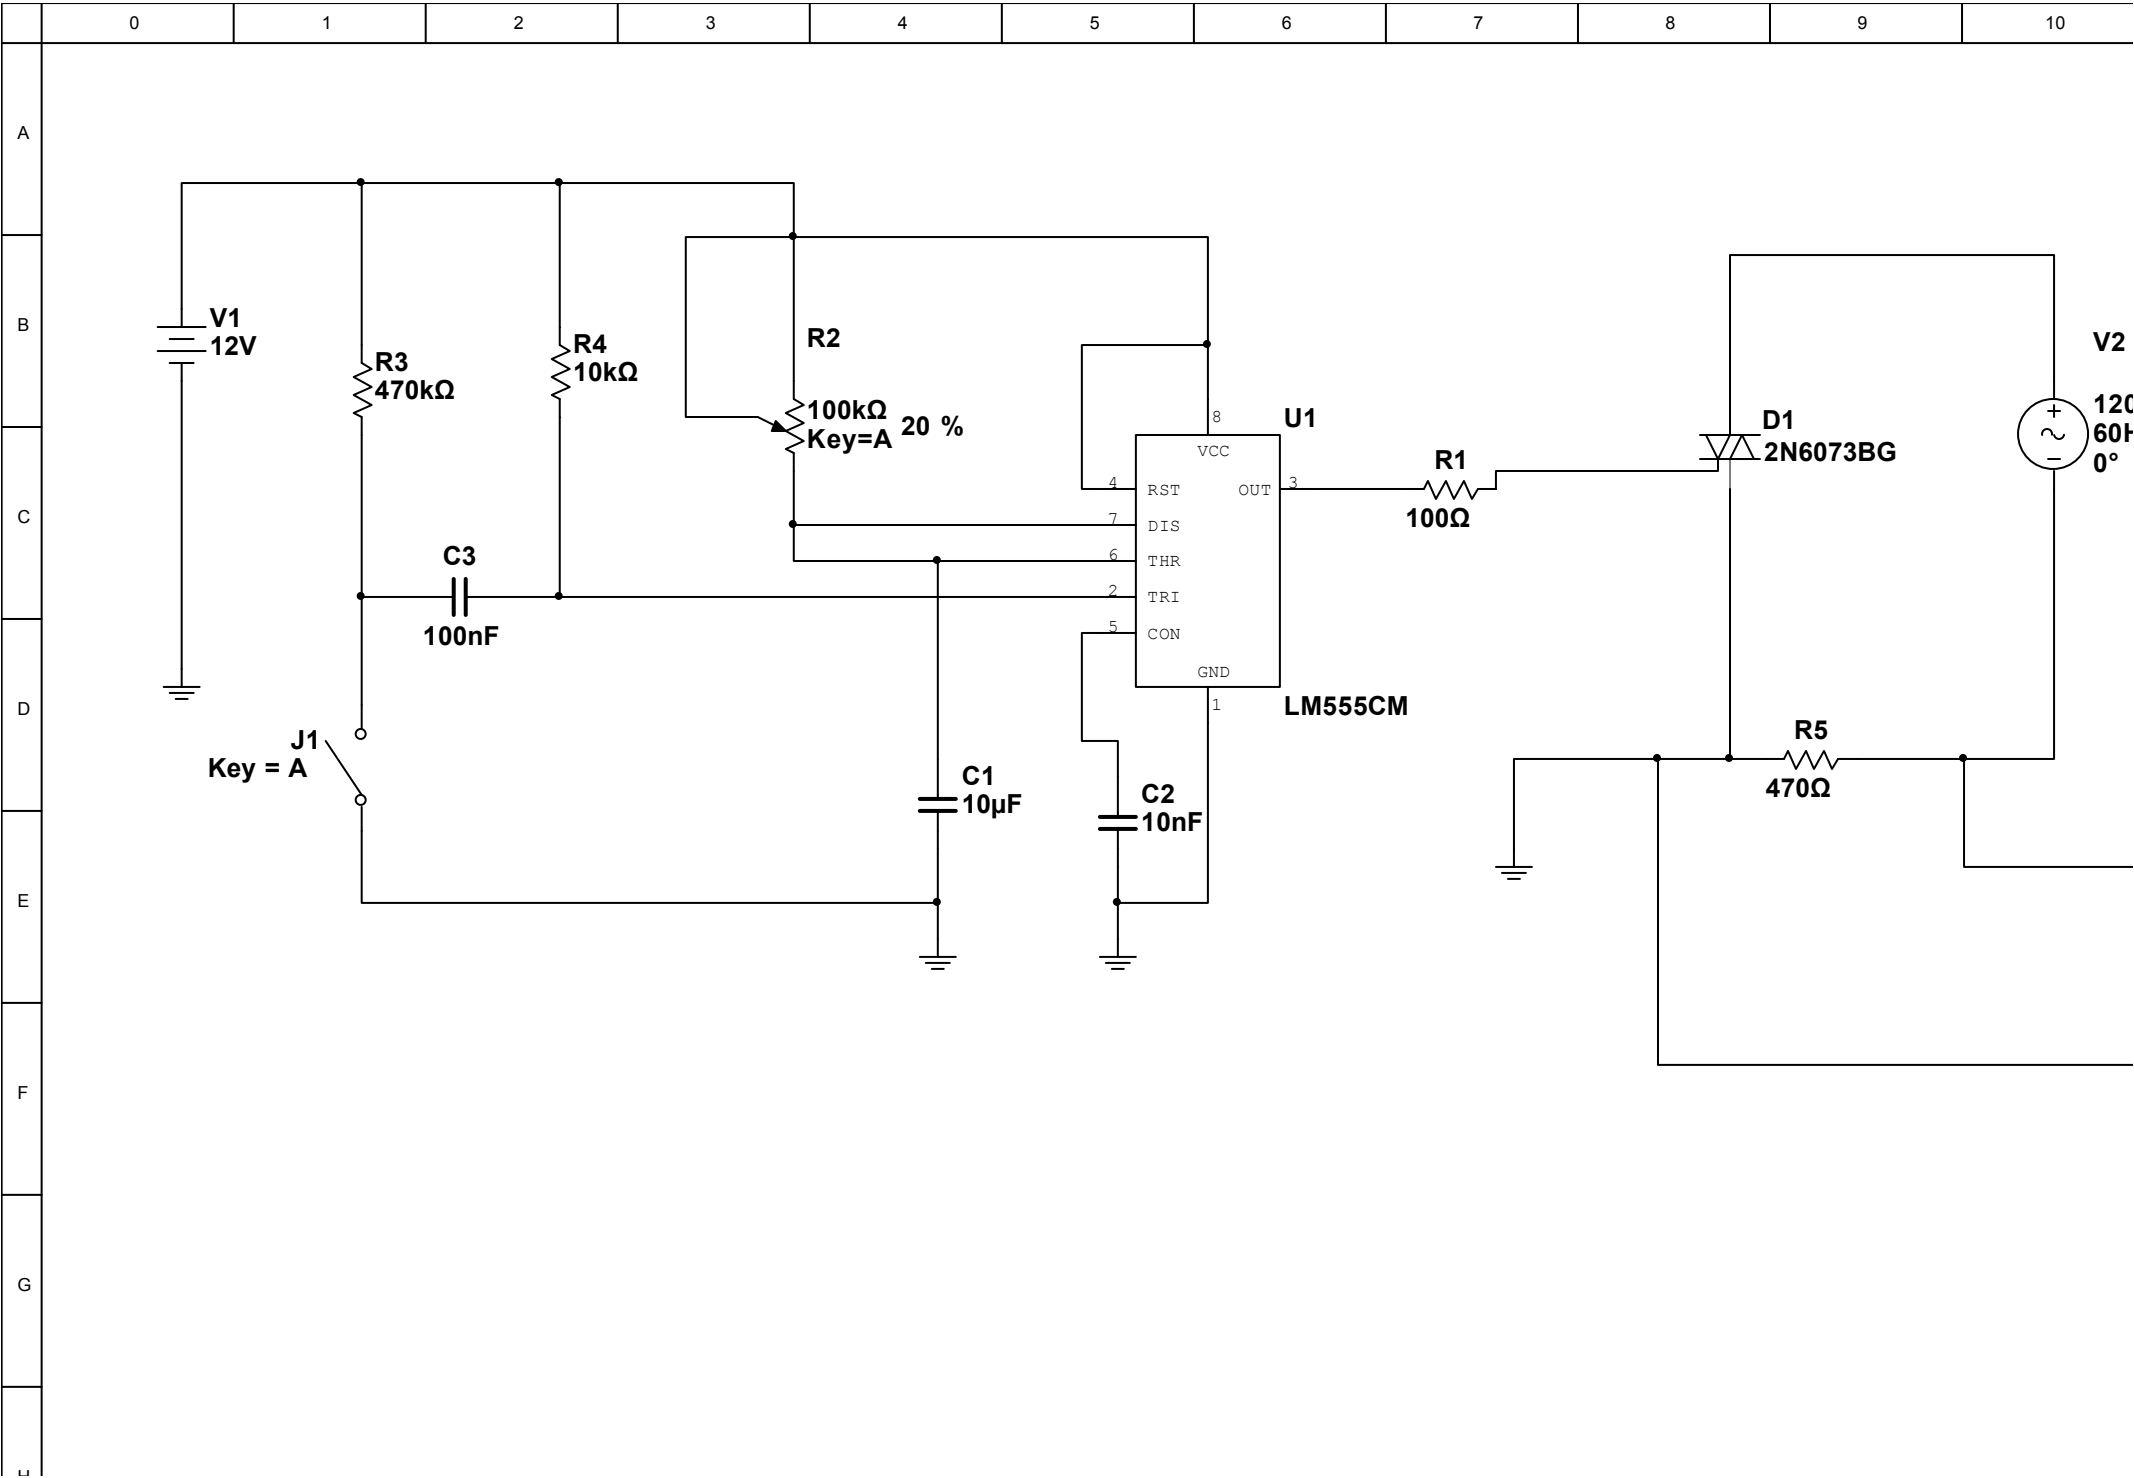 0 1 2 3 4 5 6 7 8 9 10
A
B
C
D
E
F
G
V1
12V
R3
470kΩ
R4
10kΩ
R2
100kΩ
Key=A
20 %
C3
100nF
J1
Key = A
C1
10µF
C2
10nF
U1
8
VCC
4 RST
OUT 3
7 DIS
6 THR
2 TRI
5 CON
GND
1
LM555CM
R1
100Ω
D1
2N6073BG
R5
470Ω
V2
0°